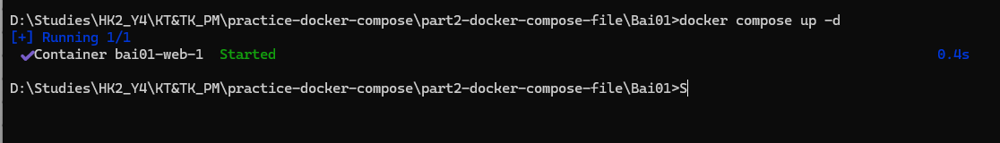 D:\Studies\HK2_Y4\KT&TK_PM\practice-docker-compose\part2-docker-compose-file\Bai01>docker compose up -d
[+] Running 1/1
✔Container bai01-web-1  Started 0.4s
D:\Studies\HK2_Y4\KT&TK_PM\practice-docker-compose\part2-docker-compose-file\Bai01>S